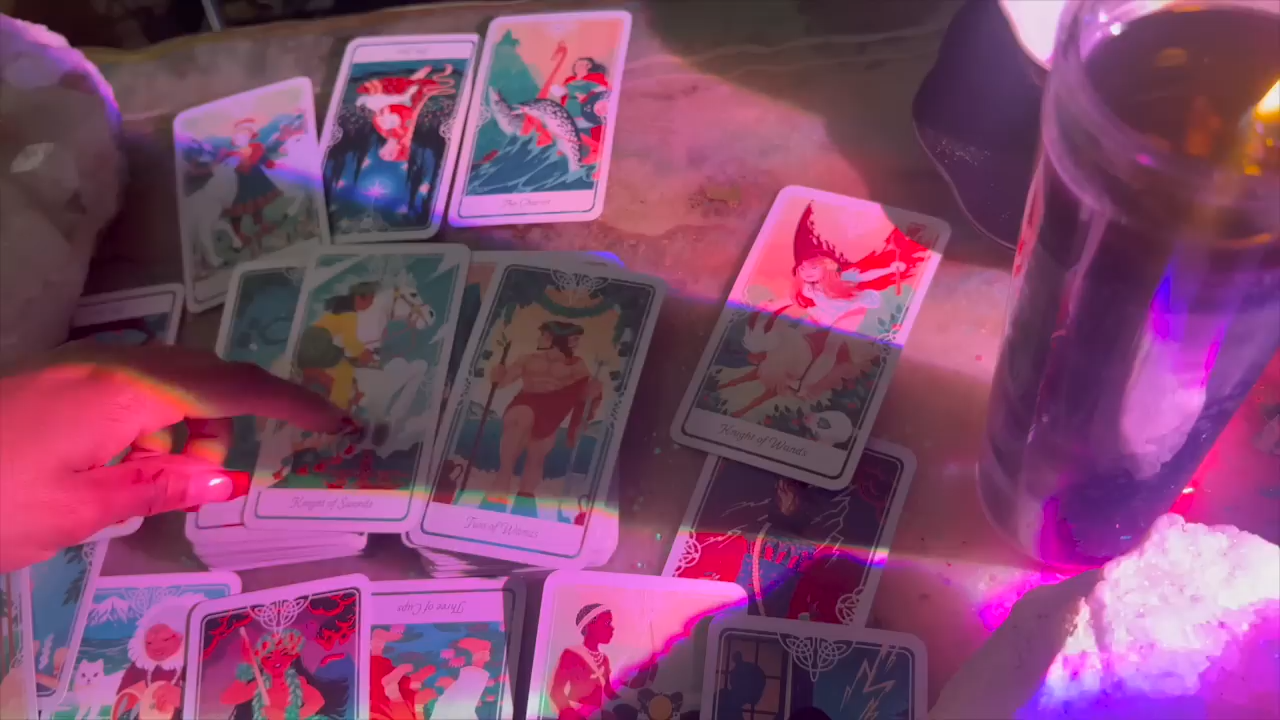 The Chariot
Knight of Wands
Knight of Swords
Two of Wands
Three of Cups